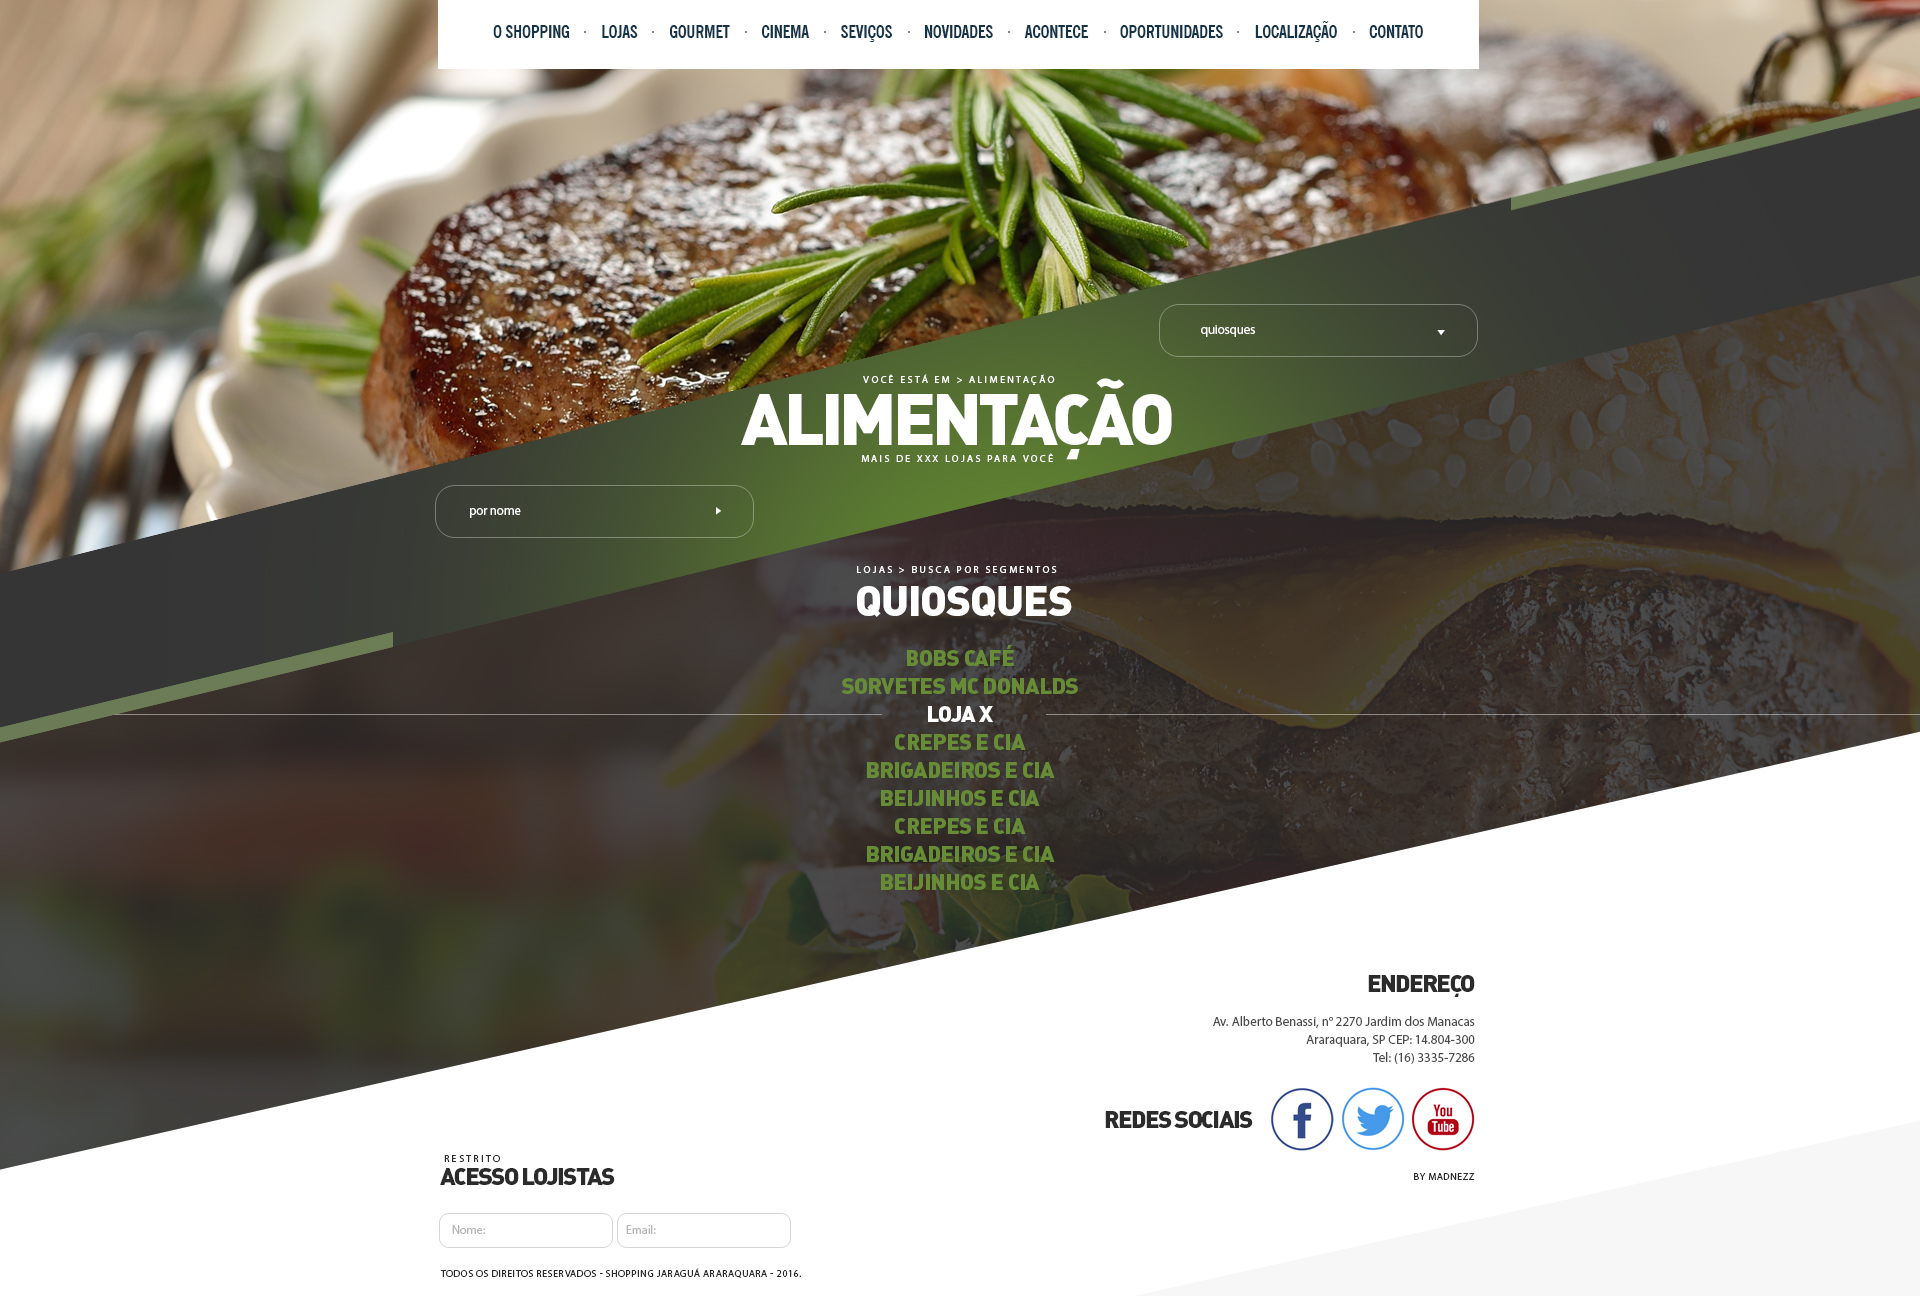 O SHOPPING · LOJAS · GOURMET · CINEMA · SEVIÇOS · NOVIDADES · ACONTECE · OPORTUNIDADES · LOCALIZAÇÃO · CONTATO
quiosques
VOCÊ ESTÁ EM > ALIMENTAÇÃO
ALIMENTAÇÃO
MAIS DE XXX LOJAS PARA VOCÊ
por nome
LOJAS > BUSCA POR SEGMENTOS
QUIOSQUES
BOBS CAFÉ
SORVETES MC DONALDS
LOJA X
CREPES E CIA
BRIGADEIROS E CIA
BEIJINHOS E CIA
CREPES E CIA
BRIGADEIROS E CIA
BEIJINHOS E CIA
ENDEREÇO
Av. Alberto Benassi, n° 2270 Jardim dos Manacas
Araraquara, SP CEP: 14.804-300
Tel: (16) 3335-7286
REDES SOCIAIS
f
You
Tube
BY MADNEZZ
RESTRITO
ACESSO LOJISTAS
Nome:
Email:
TODOS OS DIREITOS RESERVADOS - SHOPPING JARAGUÁ ARARAQUARA - 2016.